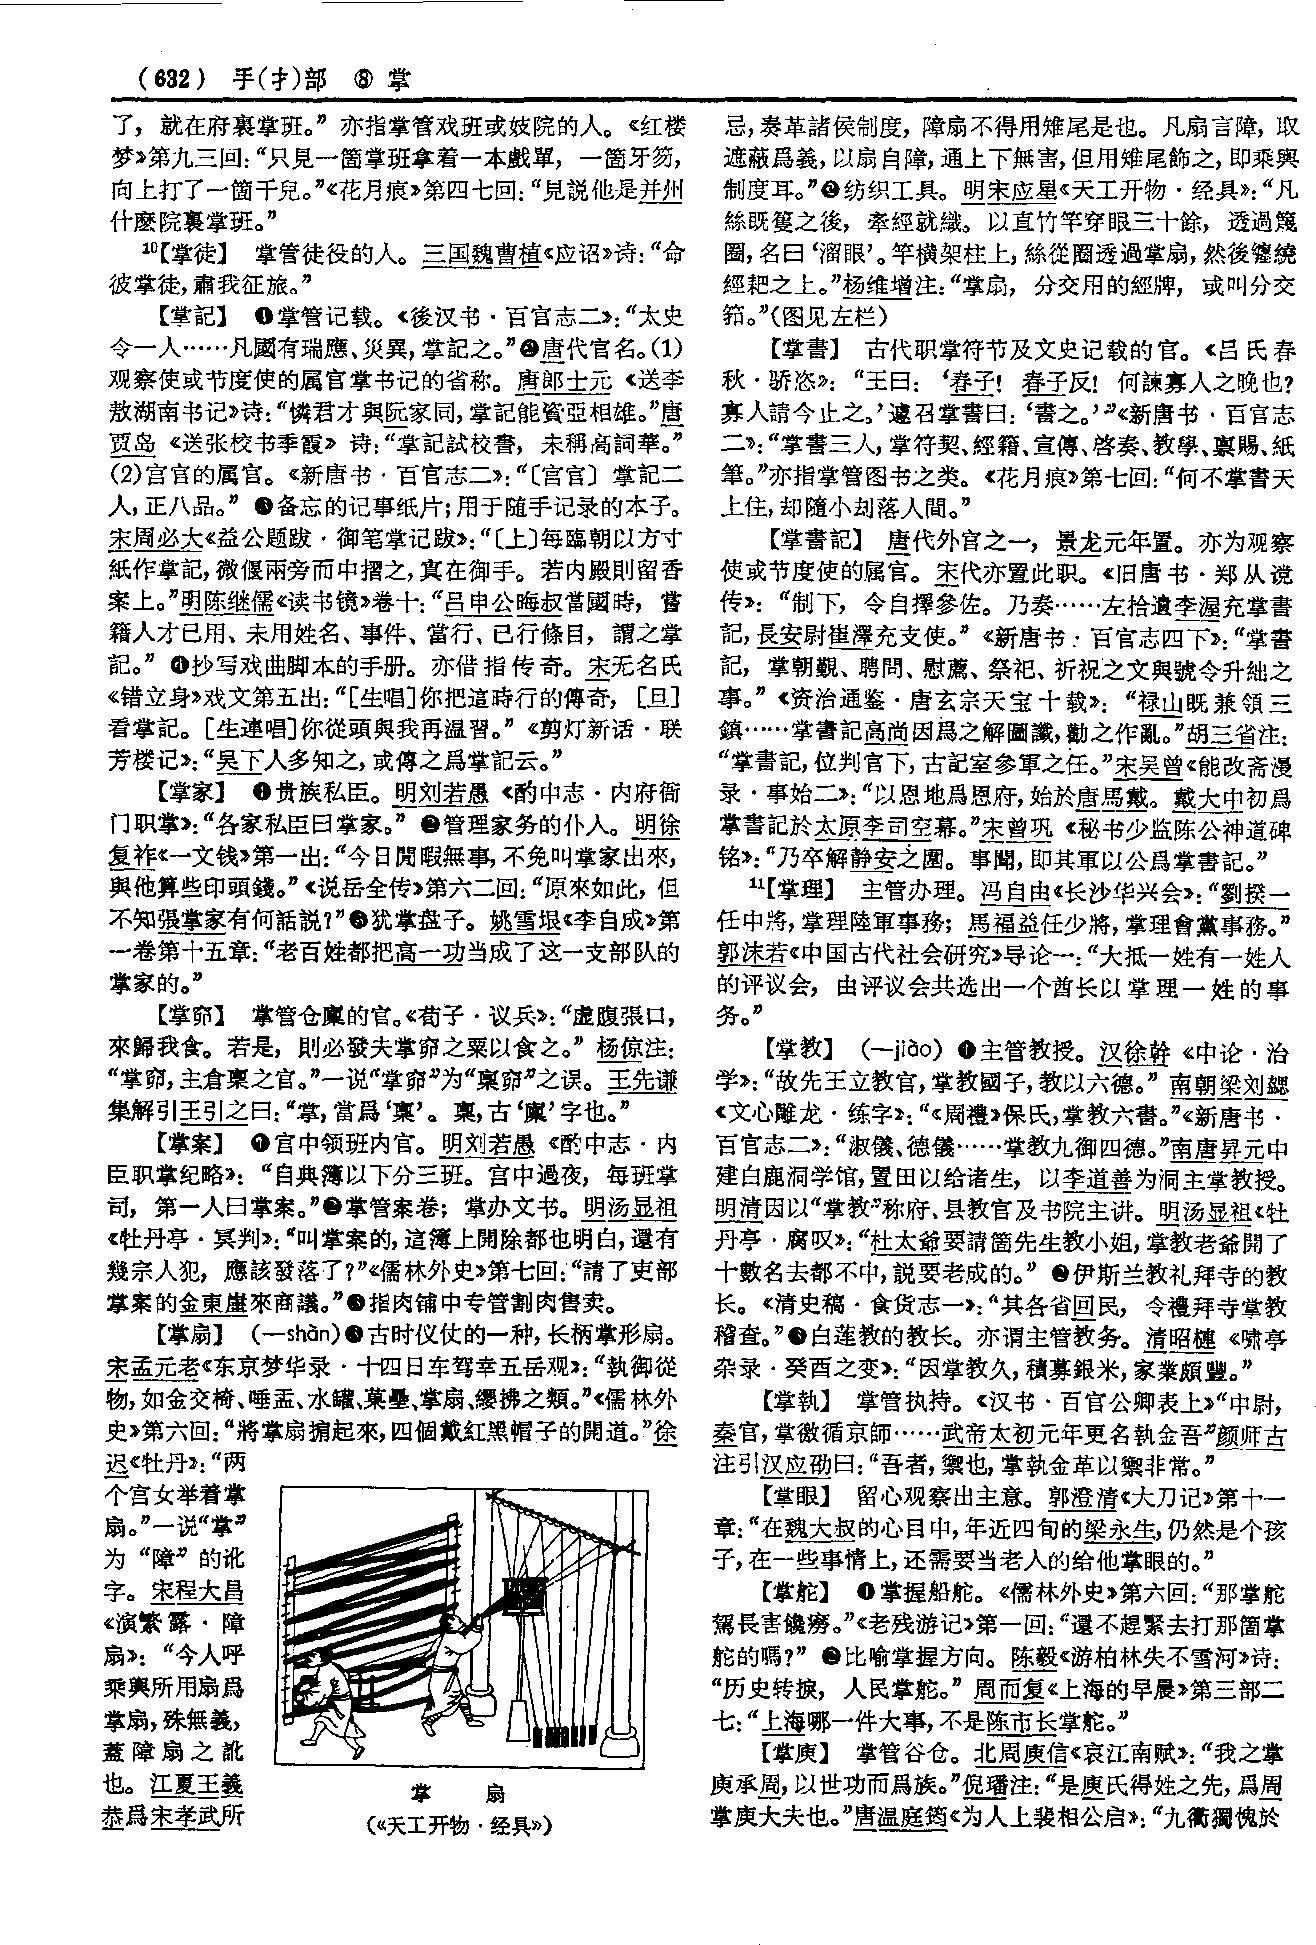 (632) 手(扌)部 ⑧ 掌
了，就在府裏掌班。”亦指掌管戏班或妓院的人。《红楼
梦》第九三回：“只見一箇掌班拿着一本戲單，一箇牙笏，
向上打了一箇千兒。”《花月痕》第四七回：“見説他是并州
什麽院裏掌班。”
10【掌徒】 掌管徒役的人。三国魏曹植《应诏》诗：“命
彼掌徒，肅我征旅。”
【掌記】 ❶掌管记载。《後汉书·百官志二》：“太史
令一人……凡國有瑞應、災異，掌記之。”❷唐代官名。(1)
观察使或节度使的属官掌书记的省称。唐郎士元《送李
敖湖南书记》诗：“憐君才與阮家同，掌記能資亞相雄。”唐
贾岛《送张校书季霞》诗：“掌記試校書，未稱高詞華。”
(2)宫官的属官。《新唐书·百官志二》：“〔宫官〕掌記二
人，正八品。” ❸备忘的记事纸片；用于随手记录的本子。
宋周必大《益公题跋·御笔掌记跋》：“〔上〕每臨朝以方寸
紙作掌記，微偃兩旁而中摺之，真在御手。若内殿則留香
案上。”明陈继儒《读书镜》卷十：“吕申公晦叔當國時，嘗
籍人才已用、未用姓名、事件、當行、已行條目，謂之掌
記。” ❹抄写戏曲脚本的手册。亦借指传奇。宋无名氏
《错立身》戏文第五出：“［生唱］你把這時行的傳奇，［旦］
看掌記。［生連唱］你從頭與我再温習。”《剪灯新话·联
芳楼记》：“吴下人多知之，或傳之爲掌記云。”
【掌家】 ❶贵族私臣。明刘若愚《酌中志·内府衙
门职掌》：“各家私臣曰掌家。” ❷管理家务的仆人。明徐
复祚《一文钱》第一出：“今日閒暇無事，不免叫掌家出來，
與他算些印頭錢。”《说岳全传》第六二回：“原來如此，但
不知張掌家有何話説？”❸犹掌盘子。姚雪垠《李自成》第
一卷第十五章：“老百姓都把高一功当成了这一支部队的
掌家的。”
【掌窌】 掌管仓廪的官。《荀子·议兵》：“虚腹張口，
來歸我食。若是，則必發夫掌窌之粟以食之。”杨倞注：
“掌窌，主倉禀之官。”一说“掌窌”为“稟窌”之误。王先谦
集解引王引之曰：“掌，當爲‘稟’。稟，古‘廪’字也。”
【掌案】 ❶宫中领班内官。明刘若愚《酌中志·内
臣职掌纪略》：“自典簿以下分三班。宫中過夜，每班掌
司，第一人曰掌案。”❷掌管案卷；掌办文书。明汤显祖
《牡丹亭·冥判》：“叫掌案的，這簿上開除都也明白，還有
幾宗人犯，應該發落了？”《儒林外史》第七回：“請了吏部
掌案的金東崖來商議。”❸指肉铺中专管割肉售卖。
【掌扇】 (—shàn)❶古时仪仗的一种，长柄掌形扇。
宋孟元老《东京梦华录·十四日车驾幸五岳观》：“執御從
物，如金交椅、唾盂、水罐、菓壘、掌扇、纓拂之類。”《儒林外
史》第六回：“將掌扇掮起來，四個戴紅黑帽子的開道。”徐
迟《牡丹》：“两
个宫女举着掌
扇。”一说“掌”
为“障”的讹
字。宋程大昌
《演繁露·障
扇》：“今人呼
乘輿所用扇爲
掌扇，殊無義，
蓋障扇之訛
也。江夏王義
恭爲宋孝武所
掌 扇
(《天工开物·经具》)
忌，奏革諸侯制度，障扇不得用雉尾是也。凡扇言障，取
遮蔽爲義，以扇自障，通上下無害，但用雉尾飾之，即乘輿
制度耳。”❷纺织工具。明宋应星《天工开物·经具》：“凡
絲既籰之後，牽經就織。以直竹竿穿眼三十餘，透過篾
圈，名曰‘溜眼’。竿横架柱上，絲從圈透過掌扇，然後纏繞
經耙之上。”杨维增注：“掌扇，分交用的經牌，或叫分交
筘。”(图见左栏)
【掌書】 古代职掌符节及文史记载的官。《吕氏春
秋·骄恣》：“王曰：‘春子！春子反！何諫寡人之晚也？
寡人請今止之。’遽召掌書曰：‘書之。’”《新唐书·百官志
二》：“掌書三人，掌符契、經籍、宣傳、啓奏、教學、禀賜、紙
筆。”亦指掌管图书之类。《花月痕》第七回：“何不掌書天
上住，却隨小劫落人間。”
【掌書記】 唐代外官之一，景龙元年置。亦为观察
使或节度使的属官。宋代亦置此职。《旧唐书·郑从谠
传》：“制下，令自擇參佐。乃奏……左拾遺李渥充掌書
記，長安尉崔澤充支使。”《新唐书·百官志四下》：“掌書
記，掌朝覲、聘問、慰薦、祭祀、祈祝之文與號令升絀之
事。”《资治通鉴·唐玄宗天宝十载》：“禄山既兼領三
鎮……掌書記高尚因爲之解圖讖，勸之作亂。”胡三省注：
“掌書記，位判官下，古記室參軍之任。”宋吴曾《能改斋漫
录·事始二》：“以恩地爲恩府，始於唐馬戴。戴大中初爲
掌書記於太原李司空幕。”宋曾巩《秘书少监陈公神道碑
铭》：“乃卒解静安之圍。事聞，即其軍以公爲掌書記。”
11【掌理】 主管办理。冯自由《长沙华兴会》：“劉揆一
任中將，掌理陸軍事務；馬福益任少將，掌理會黨事務。”
郭沫若《中国古代社会研究》导论一：“大抵一姓有一姓人
的评议会，由评议会共选出一个酋长以掌理一姓的事
务。”
【掌教】 (—jiào) ❶主管教授。汉徐幹《中论·治
学》：“故先王立教官，掌教國子，教以六德。”南朝梁刘勰
《文心雕龙·练字》：“《周禮》保氏，掌教六書。”《新唐书·
百官志二》：“淑儀、德儀……掌教九御四德。”南唐昇元中
建白鹿洞学馆，置田以给诸生，以李道善为洞主掌教授。
明清因以“掌教”称府、县教官及书院主讲。明汤显祖《牡
丹亭·腐叹》：“杜太爺要請箇先生教小姐，掌教老爺開了
十數名去都不中，説要老成的。” ❷伊斯兰教礼拜寺的教
长。《清史稿·食货志一》：“其各省回民，令禮拜寺掌教
稽查。”❸白莲教的教长。亦谓主管教务。清昭梿《啸亭
杂录·癸酉之变》：“因掌教久，積募銀米，家業頗豐。”
【掌執】 掌管执持。《汉书·百官公卿表上》“中尉，
秦官，掌徼循京師……武帝太初元年更名執金吾”颜师古
注引汉应劭曰：“吾者，禦也，掌執金革以禦非常。”
【掌眼】 留心观察出主意。郭澄清《大刀记》第十一
章：“在魏大叔的心目中，年近四旬的梁永生，仍然是个孩
子，在一些事情上，还需要当老人的给他掌眼的。”
【掌舵】 ❶掌握船舵。《儒林外史》第六回：“那掌舵
駕長害饞癆。”《老残游记》第一回：“還不趕緊去打那箇掌
舵的嗎？” ❷比喻掌握方向。陈毅《游柏林失不雪河》诗：
“历史转捩，人民掌舵。”周而复《上海的早晨》第三部二
七：“上海哪一件大事，不是陈市长掌舵。”
【掌庾】 掌管谷仓。北周庾信《哀江南赋》：“我之掌
庾承周，以世功而爲族。”倪璠注：“是庾氏得姓之先，爲周
掌庾大夫也。”唐温庭筠《为人上裴相公启》：“九衢獨愧於